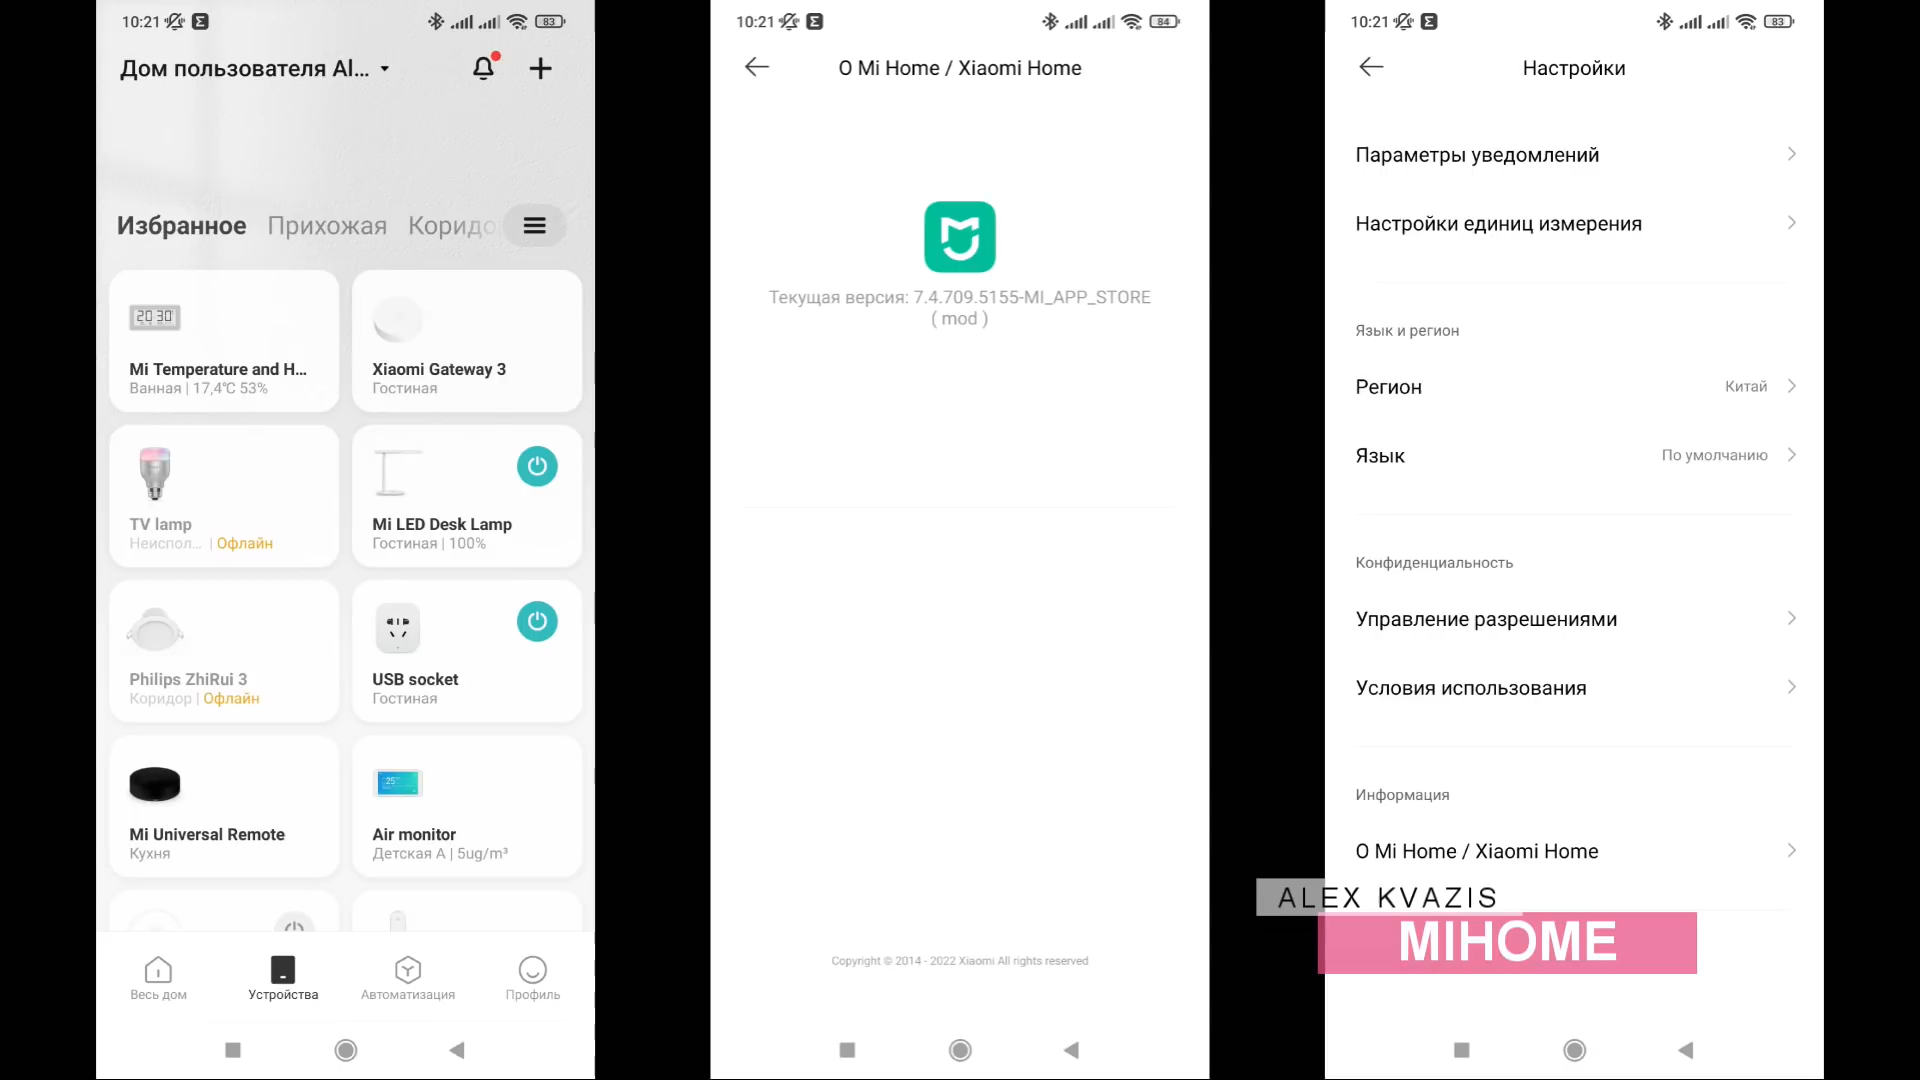 10:21
83
Дом пользователя Al...
Избранное Прихожая Коридо
20 30
Mi Temperature and H...
Ванная | 17,4℃ 53%
Xiaomi Gateway 3
Гостиная
TV lamp
Неиспол... | Офлайн
Mi LED Desk Lamp
Гостиная | 100%
Philips ZhiRui 3
Коридор | Офлайн
USB socket
Гостиная
Mi Universal Remote
Кухня
25°
Air monitor
Детская А | 5ug/m³
Весь дом
Устройства
Автоматизация
Профиль
10:21
84
О Mi Home / Xiaomi Home
Текущая версия: 7.4.709.5155-MI_APP_STORE
( mod )
Copyright © 2014 - 2022 Xiaomi All rights reserved
10:21
83
Настройки
Параметры уведомлений
Настройки единиц измерения
Язык и регион
Регион Китай
Язык По умолчанию
Конфиденциальность
Управление разрешениями
Условия использования
Информация
О Mi Home / Xiaomi Home
ALEX KVAZIS
MIHOME